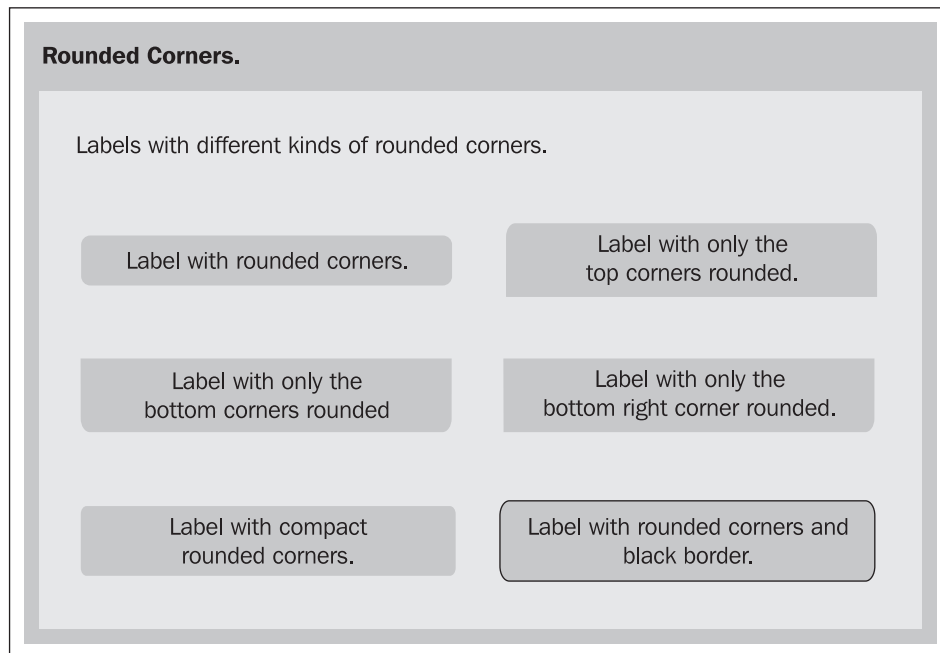 Rounded Corners.
Labels with different kinds of rounded corners.
Label with rounded corners.
Label with only the
top corners rounded.
Label with only the
bottom corners rounded
Label with only the
bottom right corner rounded.
Label with compact
rounded corners.
Label with rounded corners and
black border.